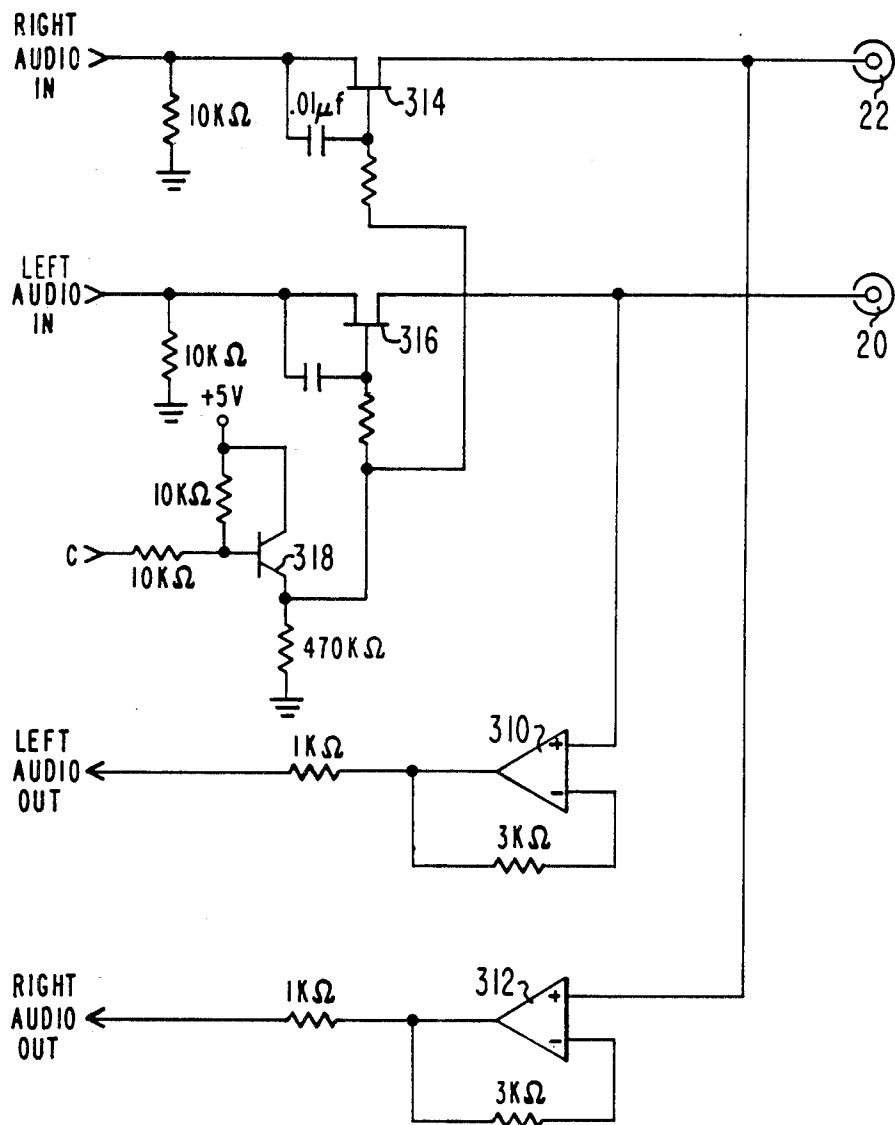 RIGHT
AUDIO
IN
10KΩ
.01μf
314
22
LEFT
AUDIO
IN
10KΩ
316
20
+5V
10KΩ
C
10KΩ
318
470KΩ
LEFT
AUDIO
OUT
1KΩ
310
+
−
3KΩ
RIGHT
AUDIO
OUT
1KΩ
312
+
−
3KΩ